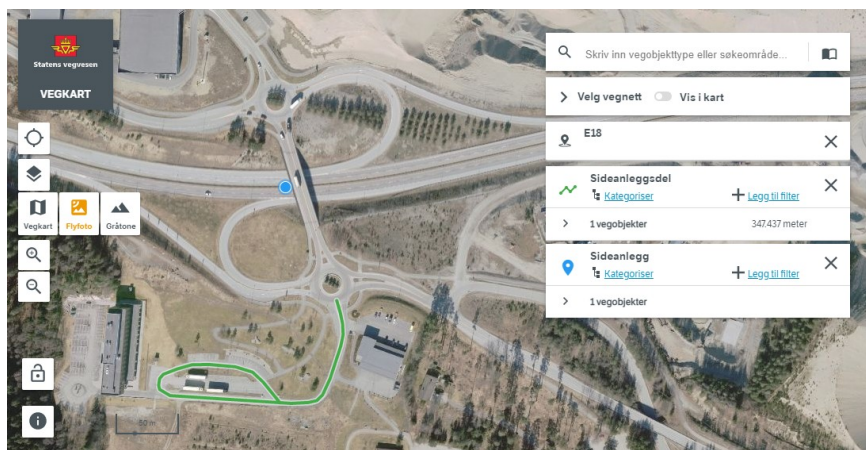 Statens vegvesen
VEGKART
Vegkart
Flyfoto
Gråtone
50 m
Skriv inn vegobjekttype eller søkeområde...
Velg vegnett
Vis i kart
E18
Sideanleggsdel
Kategoriser
Legg til filter
1 vegobjekter
347.437 meter
Sideanlegg
Kategoriser
Legg til filter
1 vegobjekter